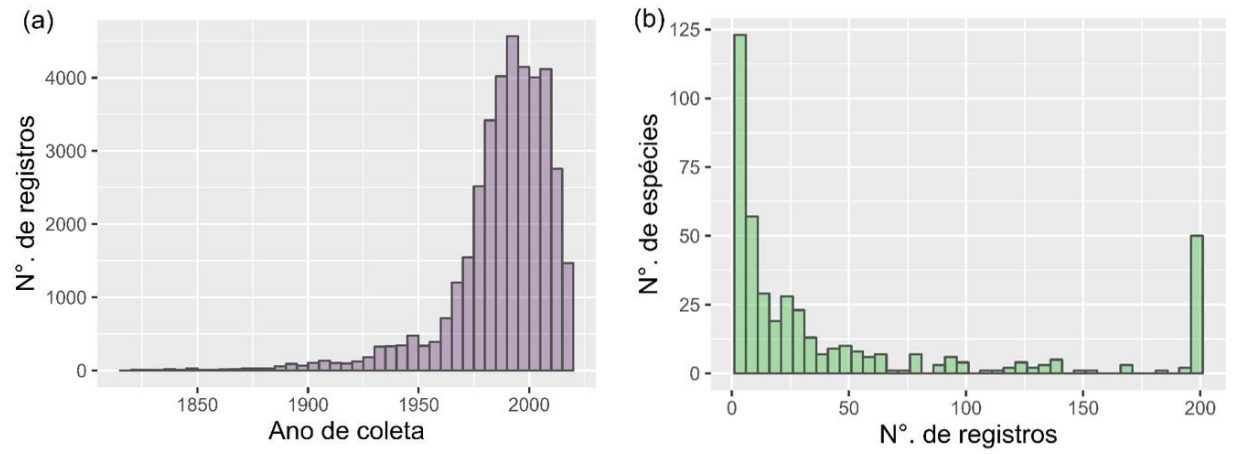 (a)
N°. de registros
4000
3000
2000
1000
0
1850 1900 1950 2000
Ano de coleta
(b)
N°. de espécies
125
100
75
50
25
0
0 50 100 150 200
N°. de registros